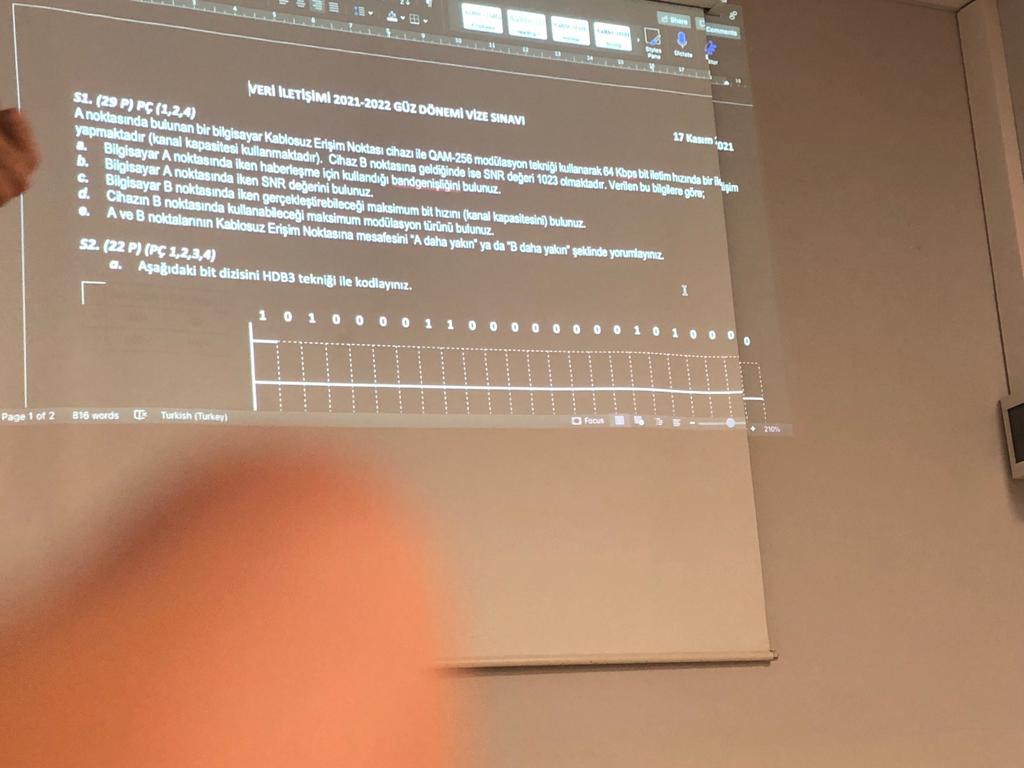 Share
Comments
Styles Pane
Dictate
VERİ İLETİŞİMİ 2021-2022 GÜZ DÖNEMİ VİZE SINAVI
17 Kasım
S1. (29 P) PÇ (1,2,4)
A noktasında bulunan bir bilgisayar Kablosuz Erişim Noktası cihazı ile QAM-256 modülasyon tekniği kullanarak 64 Kbps bit iletim hızında bir iletişim
yapmaktadır (kanal kapasitesi kullanmaktadır). Cihaz B noktasına geldiğinde ise SNR değeri 1023 olmaktadır. Verilen bu bilgilere göre;
a. Bilgisayar A noktasında iken haberleşme için kullandığı bandgenişliğini bulunuz.
b. Bilgisayar A noktasında iken SNR değerini bulunuz.
c. Bilgisayar B noktasında iken gerçekleştirebileceği maksimum bit hızını (kanal kapasitesini) bulunuz.
d. Cihazın B noktasında kullanabileceği maksimum modülasyon türünü bulunuz.
e. A ve B noktalarının Kablosuz Erişim Noktasına mesafesini "A daha yakın" ya da "B daha yakın" şeklinde yorumlayınız.
S2. (22 P) (PÇ 1,2,3,4)
a. Aşağıdaki bit dizisini HDB3 tekniği ile kodlayınız.
1 0 1 0 0 0 0 1 1 0 0 0 0 0 0 0 0 0 1 0 1 0 0 0 0
Page 1 of 2 816 words Turkish (Turkey) Focus 210%